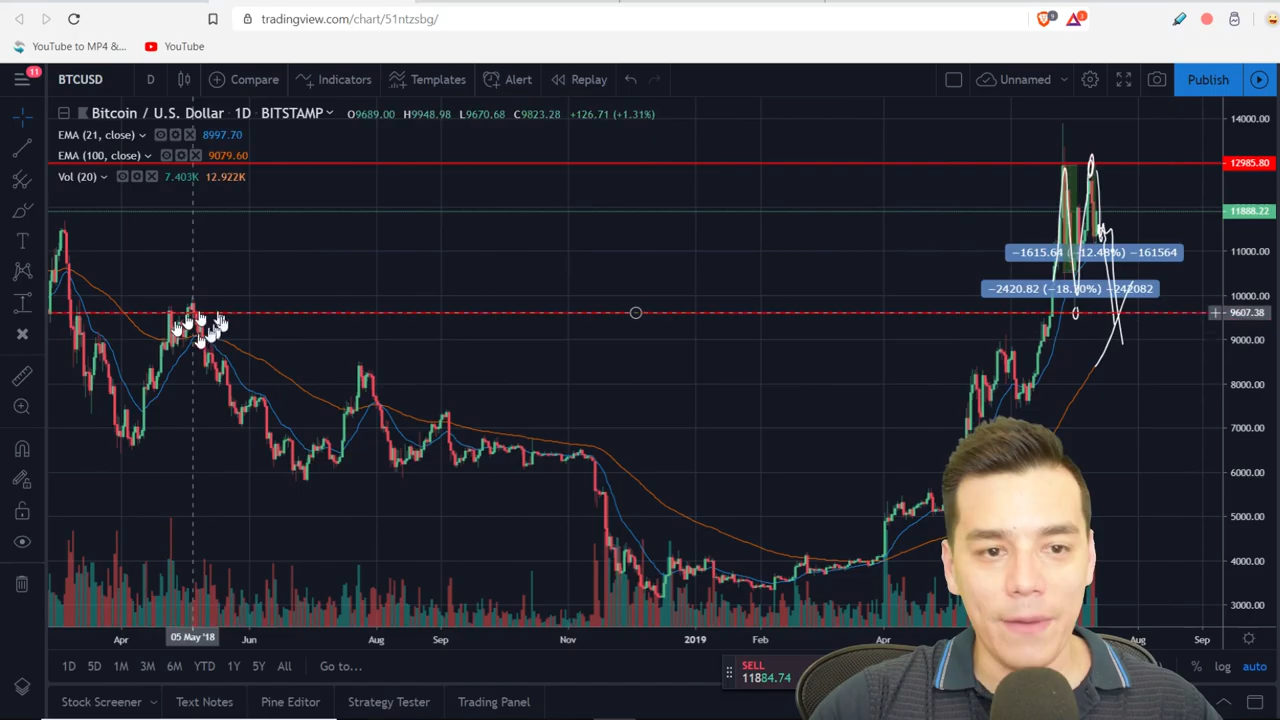 9
3
tradingview.com/chart/51ntzsbg/
YouTube to MP4 &... YouTube
11 BTCUSD D Compare Indicators Templates Alert Replay Unnamed Publish
Bitcoin / U.S. Dollar 1D BITSTAMP O9689.00 H9948.98 L9670.68 C9823.28 +126.71 (+1.31%)
EMA (21, close) 8997.70
EMA (100, close) 9079.60
Vol (20) 7.403K 12.922K
14000.00
12985.80
11888.22
11000.00
−1615.64 (−12.48%) −161564
−2420.82 (−18.70%) −242082
10000.00
9607.38
9000.00
8000.00
7000.00
6000.00
5000.00
4000.00
3000.00
Apr 05 May '18 Jun Aug Sep Nov 2019 Feb Apr Aug Sep
1D 5D 1M 3M 6M YTD 1Y 5Y All Go to... % log auto
SELL
11884.74
Stock Screener Text Notes Pine Editor Strategy Tester Trading Panel